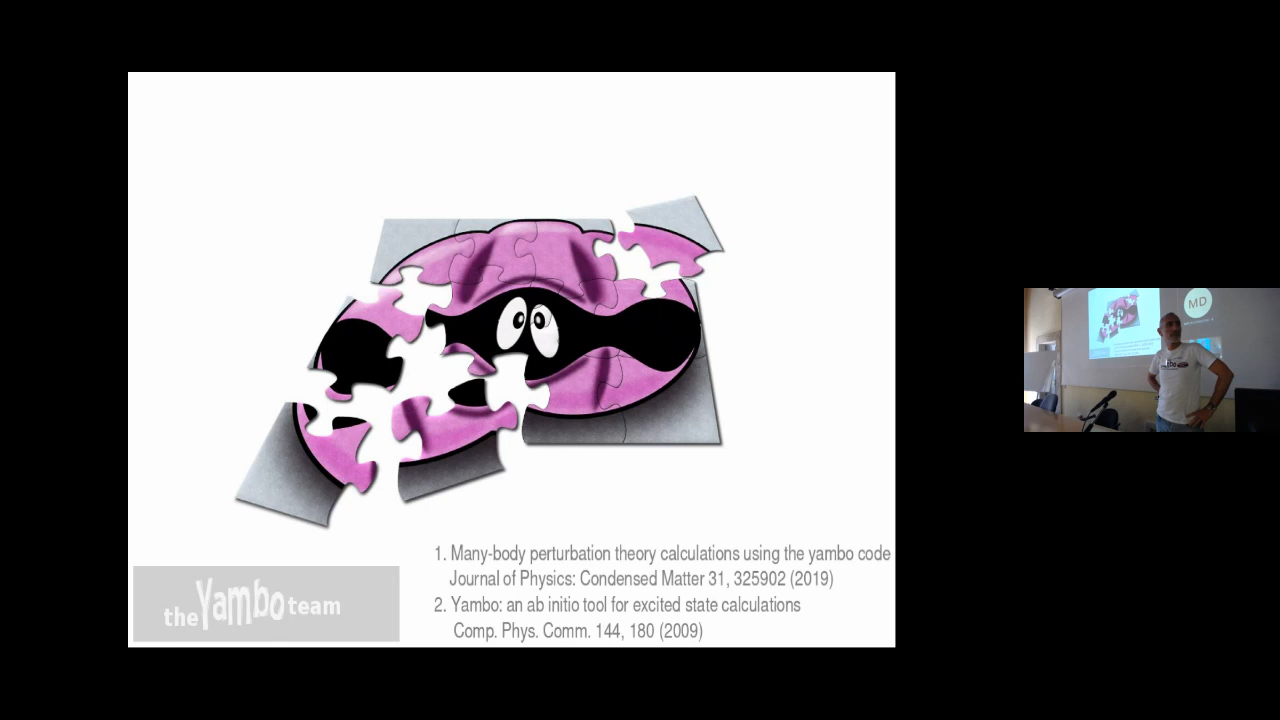 the Yambo team
1. Many-body perturbation theory calculations using the yambo code
Journal of Physics: Condensed Matter 31, 325902 (2019)
2. Yambo: an ab initio tool for excited state calculations
Comp. Phys. Comm. 144, 180 (2009)
MD